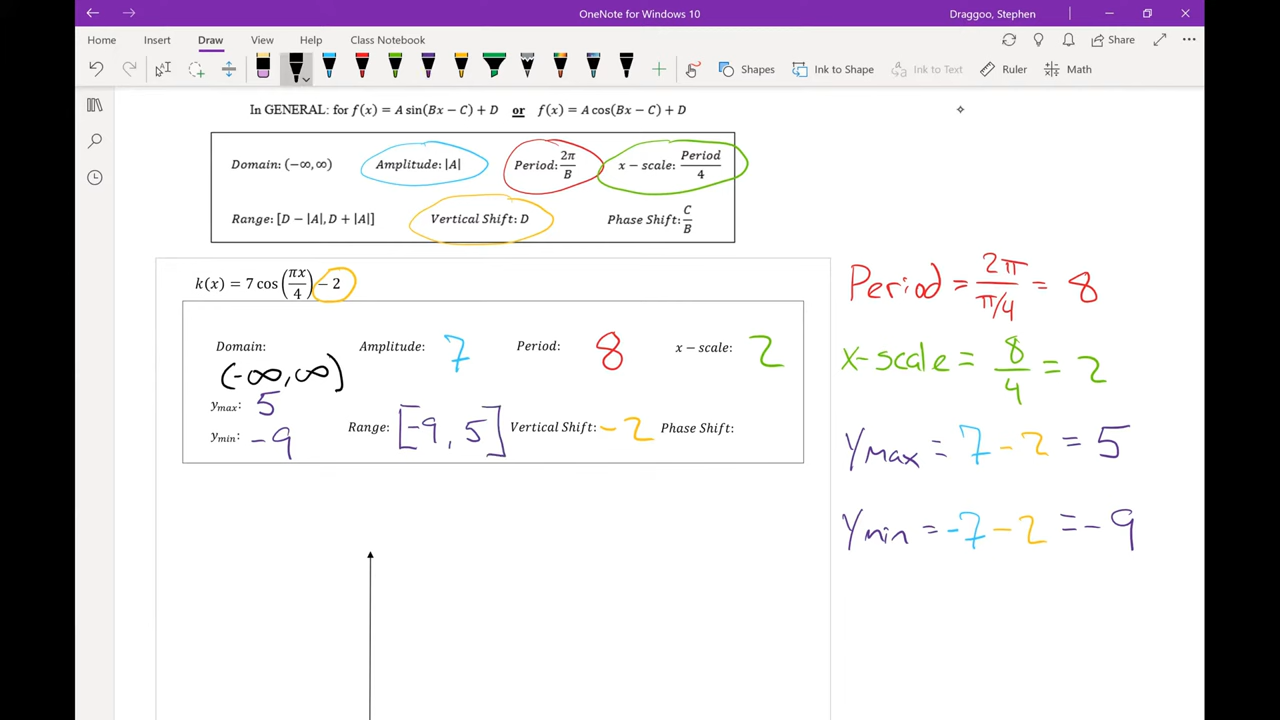 OneNote for Windows 10
Draggoo, Stephen
Home Insert Draw View Help Class Notebook
Share
Shapes Ink to Shape Ink to Text Ruler Math
In GENERAL: for f(x) = A sin(Bx − C) + D or f(x) = A cos(Bx − C) + D
Domain: (−∞, ∞) Amplitude: |A| Period: 2π/B x − scale: Period/4
Range: [D − |A|, D + |A|] Vertical Shift: D Phase Shift: C/B
k(x) = 7 cos(πx/4) − 2
Domain: Amplitude: 7 Period: 8 x − scale: 2
(-∞, ∞)
y_max: 5
y_min: -9
Range: [-9, 5] Vertical Shift: -2 Phase Shift:
Period = 2π/π/4 = 8
x-scale = 8/4 = 2
Ymax = 7 - 2 = 5
Ymin = -7 - 2 = -9